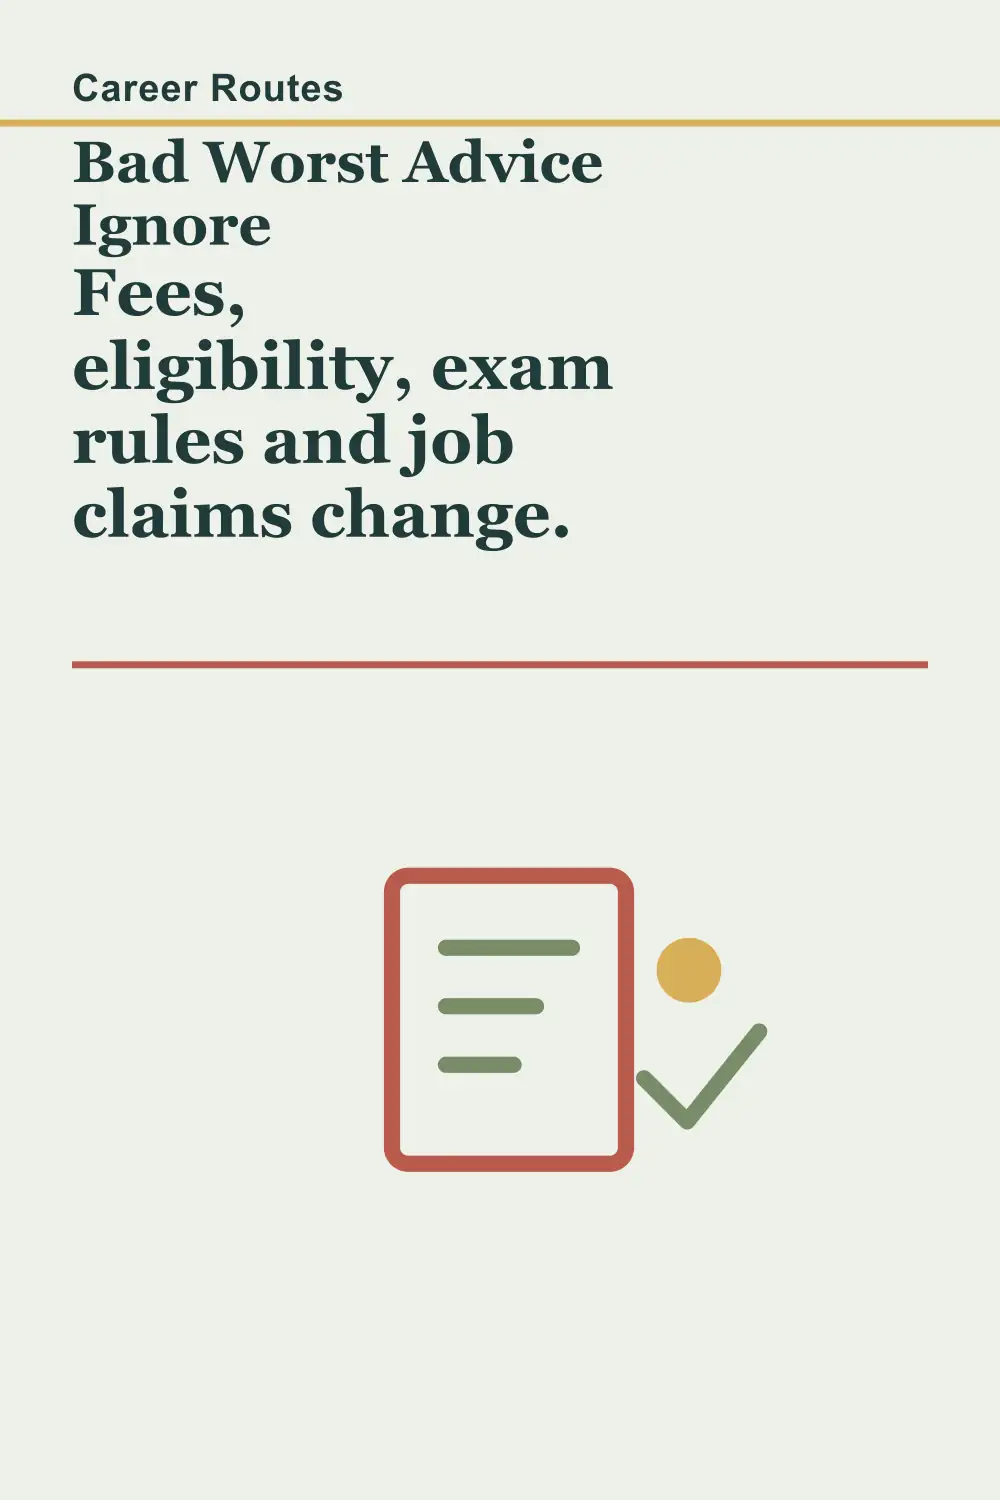 Career Routes
Bad Worst Advice
Ignore
Fees,
eligibility, exam
rules and job
claims change.